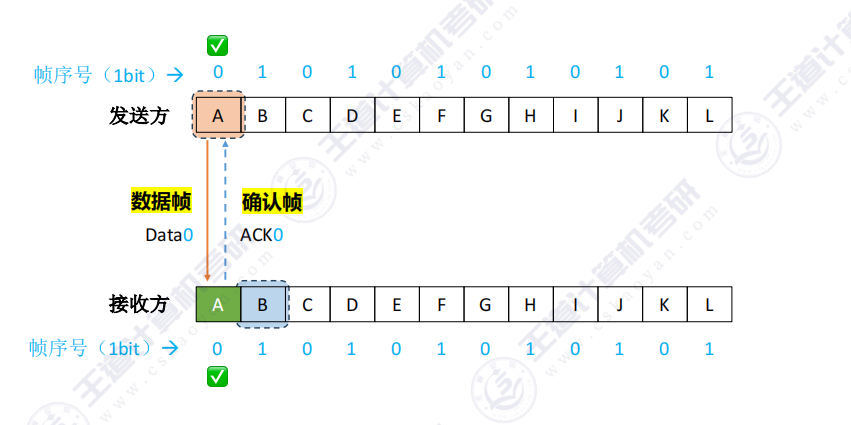 帧序号（1bit）→ 0 1 0 1 0 1 0 1 0 1 0 1
发送方 A B C D E F G H I J K L
数据帧 确认帧
Data0 ACK0
接收方 A B C D E F G H I J K L
帧序号（1bit）→ 0 1 0 1 0 1 0 1 0 1 0 1
王道计算机考研
www.cskaoyan.com